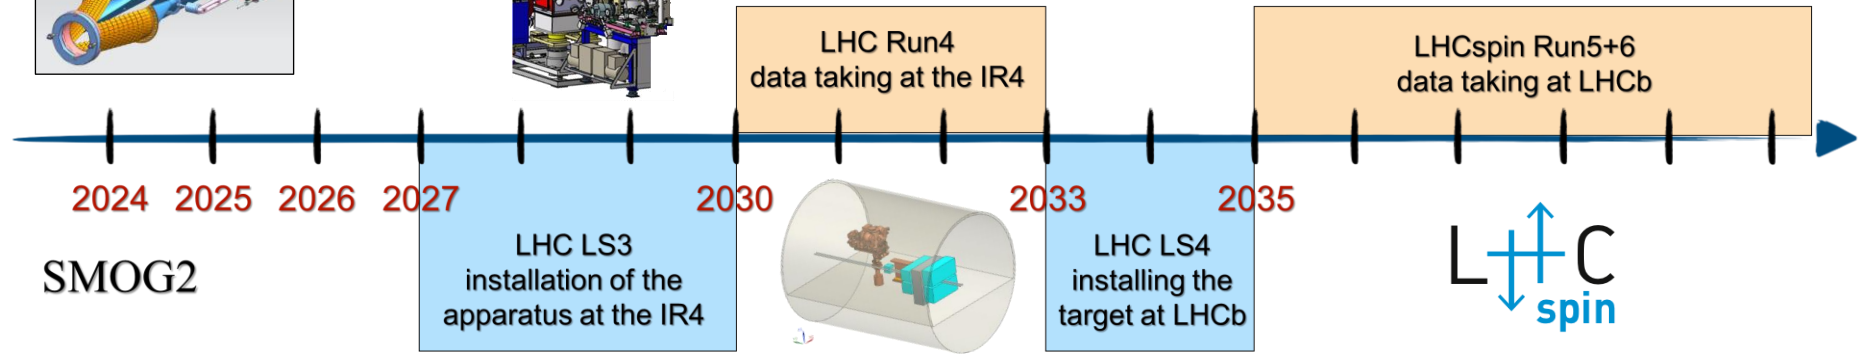 LHC Run4
data taking at the IR4
LHCspin Run5+6
data taking at LHCb
2024 2025 2026 2027 2030 2033 2035
SMOG2
LHC LS3
installation of the
apparatus at the IR4
LHC LS4
installing the
target at LHCb
LHC
spin